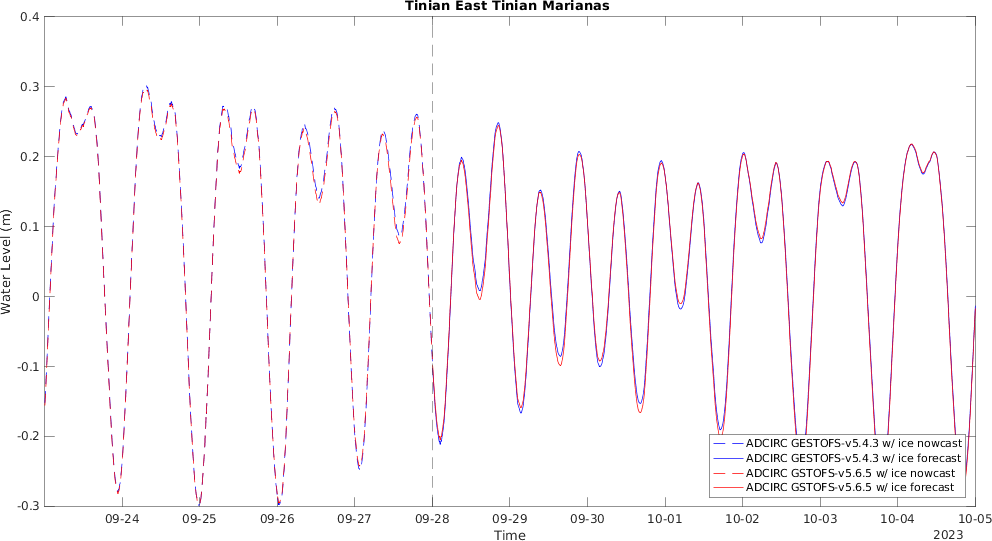 Tinian East Tinian Marianas
0.4
0.3
0.2
0.1
0
-0.1
-0.2
-0.3
Water Level (m)
ADCIRC GESTOFS-v5.4.3 w/ ice nowcast
ADCIRC GESTOFS-v5.4.3 w/ ice forecast
ADCIRC GSTOFS-v5.6.5 w/ ice nowcast
ADCIRC GSTOFS-v5.6.5 w/ ice forecast
09-24 09-25 09-26 09-27 09-28 09-29 09-30 10-01 10-02 10-03 10-04 10-05
Time
2023